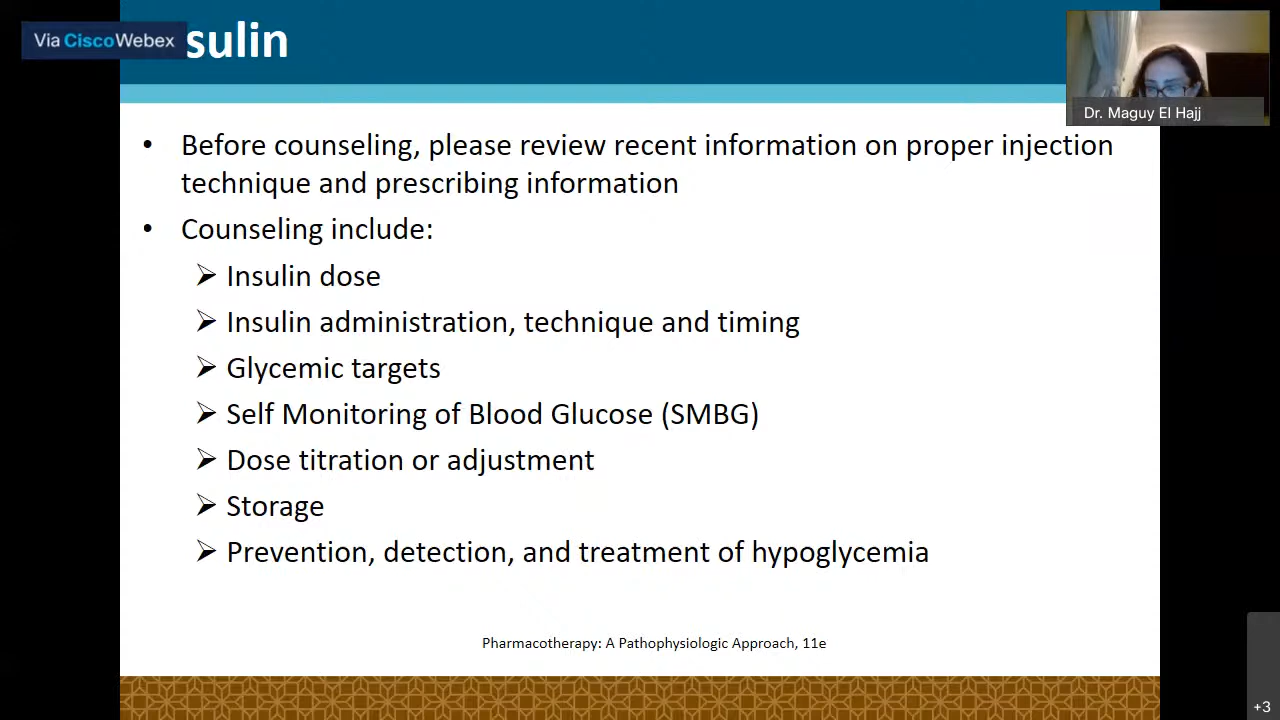 Via CiscoWebex
sulin
Dr. Maguy El Hajj
• Before counseling, please review recent information on proper injection
technique and prescribing information
• Counseling include:
➢ Insulin dose
➢ Insulin administration, technique and timing
➢ Glycemic targets
➢ Self Monitoring of Blood Glucose (SMBG)
➢ Dose titration or adjustment
➢ Storage
➢ Prevention, detection, and treatment of hypoglycemia
Pharmacotherapy: A Pathophysiologic Approach, 11e
+3